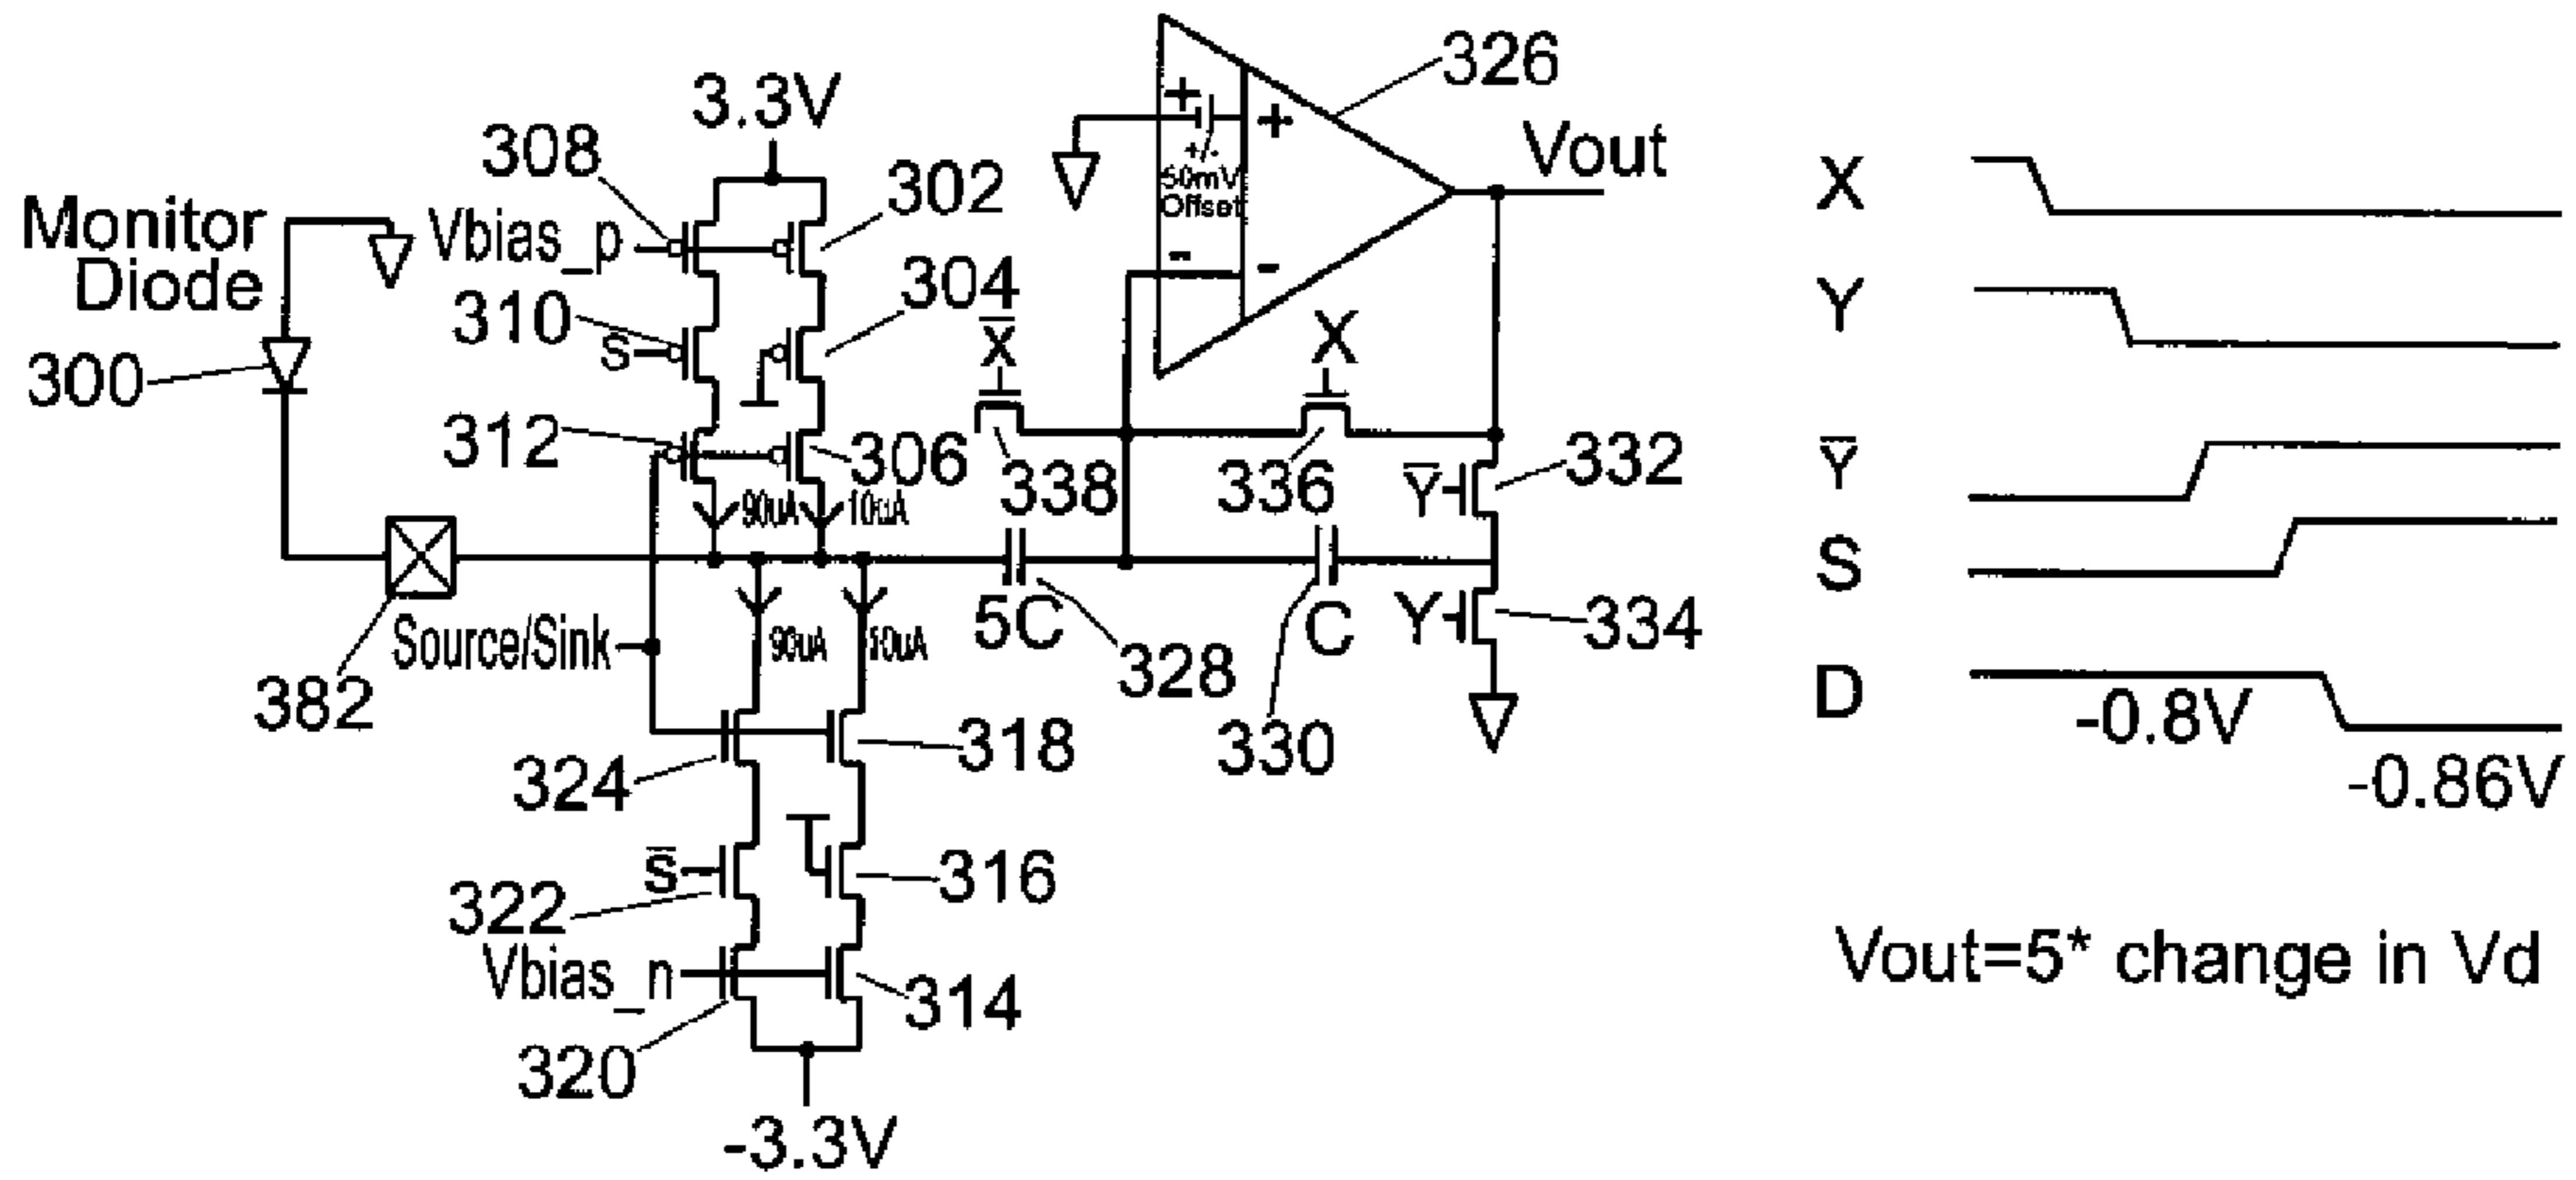 326
3.3V
308
302
Vout
+
+
+/-
50mV
Offset
-
-
X
Monitor
Diode
Vbias_p
304
310
S
X̅
X
Y
300
312
306
338
336
332
Y̅
Y̅
90uA
10uA
S
5C
C
Y
334
Source/Sink
90uA
10uA
328
382
330
D
-0.8V
324
318
-0.86V
S̅
316
322
Vbias_n
314
Vout=5* change in Vd
320
-3.3V